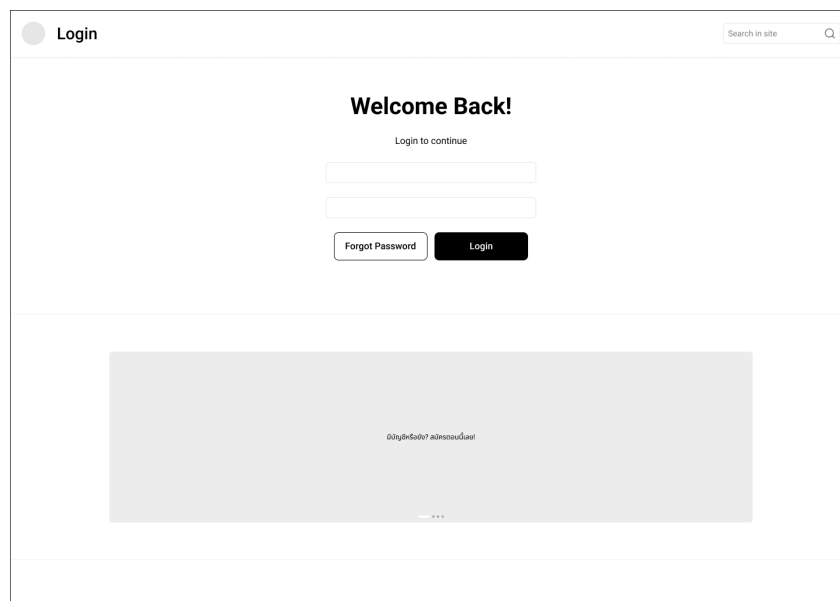 Login
Search in site
Welcome Back!
Login to continue
Forgot Password
Login
มีบัญชีหรือยัง? สมัครตอนนี้เลย!